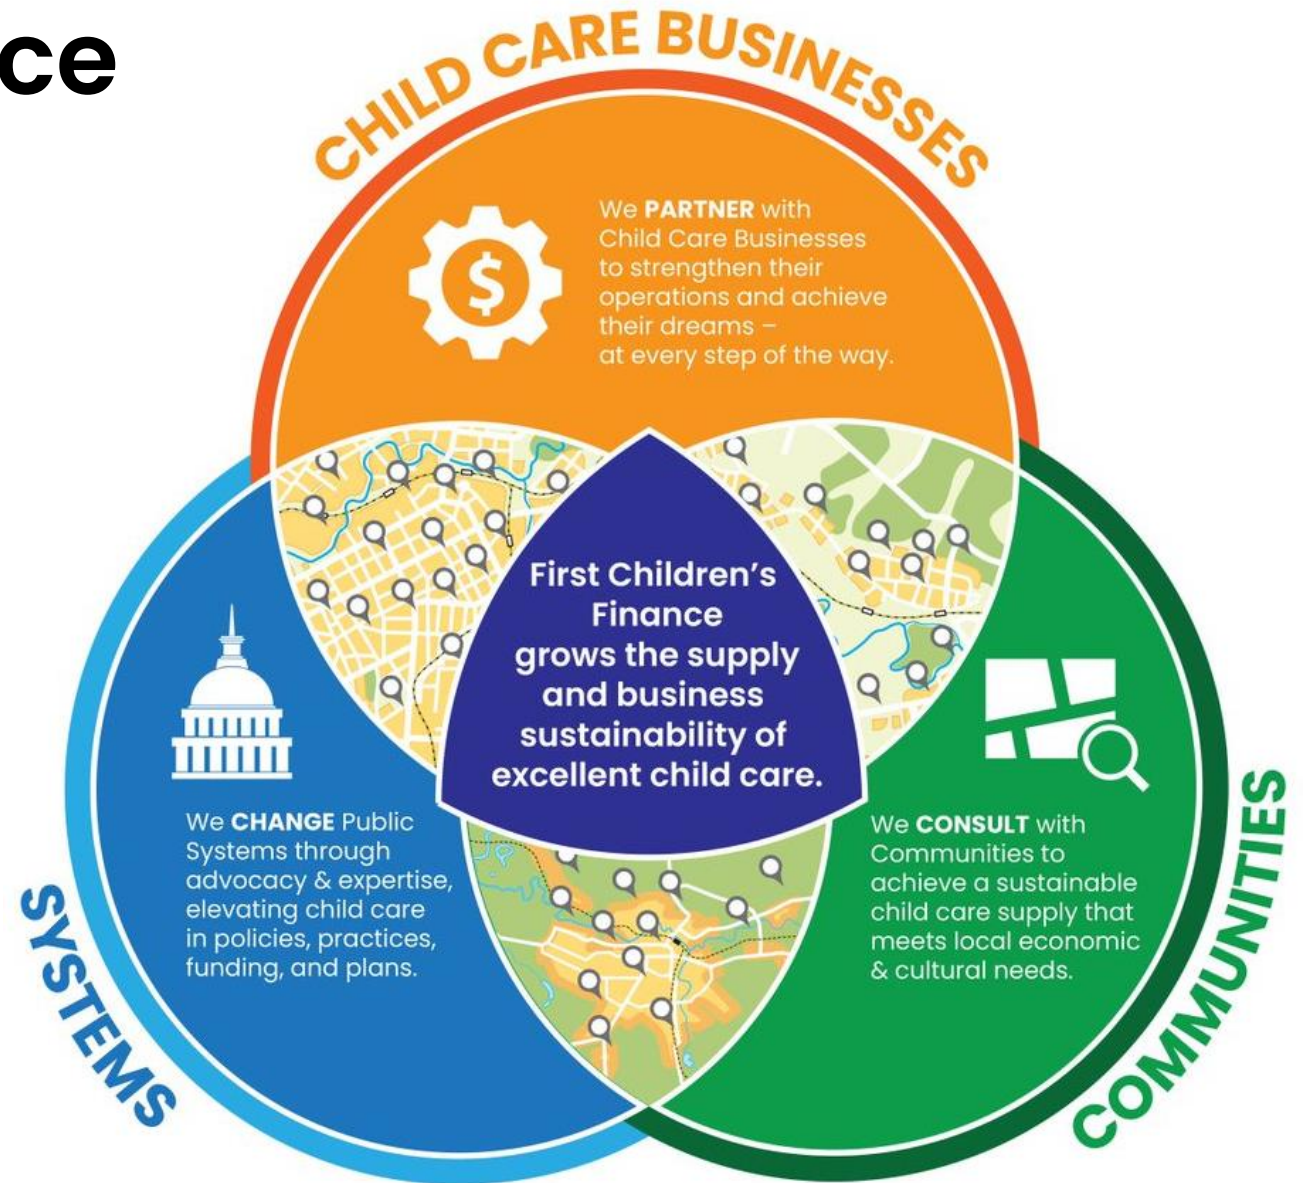 ce
CHILD CARE BUSINESSES
We PARTNER with
Child Care Businesses
to strengthen their
operations and achieve
their dreams –
at every step of the way.
$
First Children's
Finance
grows the supply
and business
sustainability of
excellent child care.
We CHANGE Public
Systems through
advocacy & expertise,
elevating child care
in policies, practices,
funding, and plans.
SYSTEMS
We CONSULT with
Communities to
achieve a sustainable
child care supply that
meets local economic
& cultural needs.
COMMUNITIES